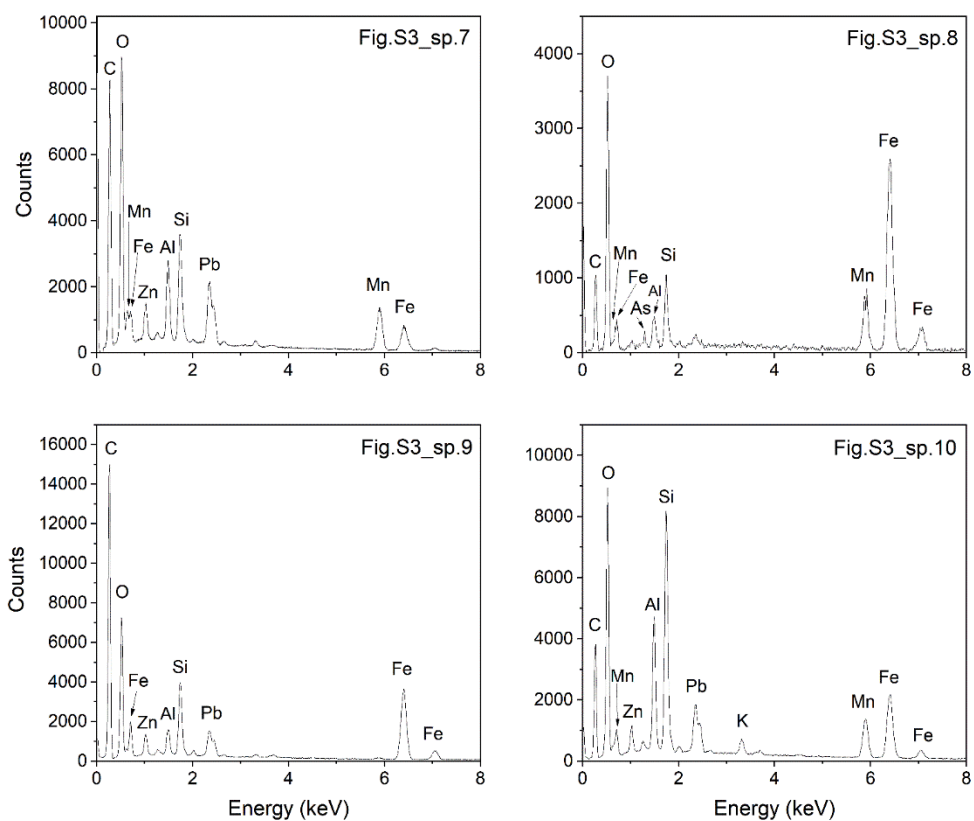 Fig.S3_sp.7
Counts
10000
8000
6000
4000
2000
0
C
O
Mn
Fe
Zn
Al
Si
Pb
Mn
Fe
0 2 4 6 8
Fig.S3_sp.8
4000
3000
2000
1000
0
C
O
Mn
Fe
As
Al
Si
Mn
Fe
Fe
0 2 4 6 8
Fig.S3_sp.9
Counts
16000
14000
12000
10000
8000
6000
4000
2000
0
C
O
Fe
Zn
Al
Si
Pb
Fe
Fe
0 2 4 6 8
Energy (keV)
Fig.S3_sp.10
10000
8000
6000
4000
2000
0
C
O
Mn
Zn
Al
Si
Pb
K
Mn
Fe
Fe
0 2 4 6 8
Energy (keV)